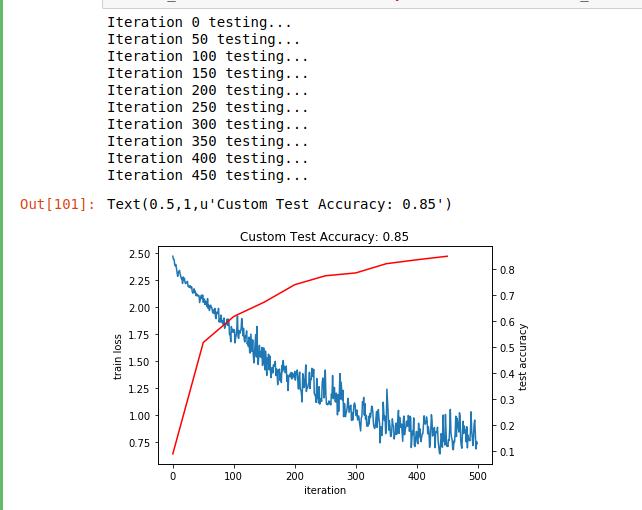 Iteration 0 testing...
Iteration 50 testing...
Iteration 100 testing...
Iteration 150 testing...
Iteration 200 testing...
Iteration 250 testing...
Iteration 300 testing...
Iteration 350 testing...
Iteration 400 testing...
Iteration 450 testing...
Out[101]: Text(0.5,1,u'Custom Test Accuracy: 0.85')
Custom Test Accuracy: 0.85
train loss
2.50
2.25
2.00
1.75
1.50
1.25
1.00
0.75
0.8
0.7
0.6
0.5
0.4
0.3
0.2
0.1
test accuracy
0 100 200 300 400 500
iteration